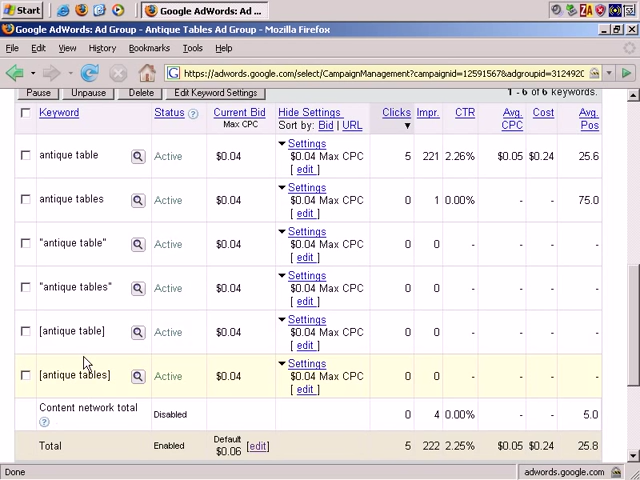 Start
Google AdWords: Ad ...
Google AdWords: Ad Group - Antique Tables Ad Group - Mozilla Firefox
File Edit View History Bookmarks Tools Help
https://adwords.google.com/select/CampaignManagement?campaignid=12591567&adgroupid=3124920
Pause Unpause Delete Edit Keyword Settings 1 - 6 of 6 keywords.
Keyword Status ? Current Bid Max CPC Hide Settings Sort by: Bid | URL Clicks ▼ Impr. CTR Avg. CPC Cost Avg. Pos
antique table Active $0.04 Settings $0.04 Max CPC [ edit ] 5 221 2.26% $0.05 $0.24 25.6
antique tables Active $0.04 Settings $0.04 Max CPC [ edit ] 0 1 0.00% - - 75.0
"antique table" Active $0.04 Settings $0.04 Max CPC [ edit ] 0 0 - - - -
"antique tables" Active $0.04 Settings $0.04 Max CPC [ edit ] 0 0 - - - -
[antique table] Active $0.04 Settings $0.04 Max CPC [ edit ] 0 0 - - - -
[antique tables] Active $0.04 Settings $0.04 Max CPC [ edit ] 0 0 - - - -
Content network total ? Disabled 0 4 0.00% - - 5.0
Total Enabled Default $0.06 [edit] 5 222 2.25% $0.05 $0.24 25.8
Done adwords.google.com